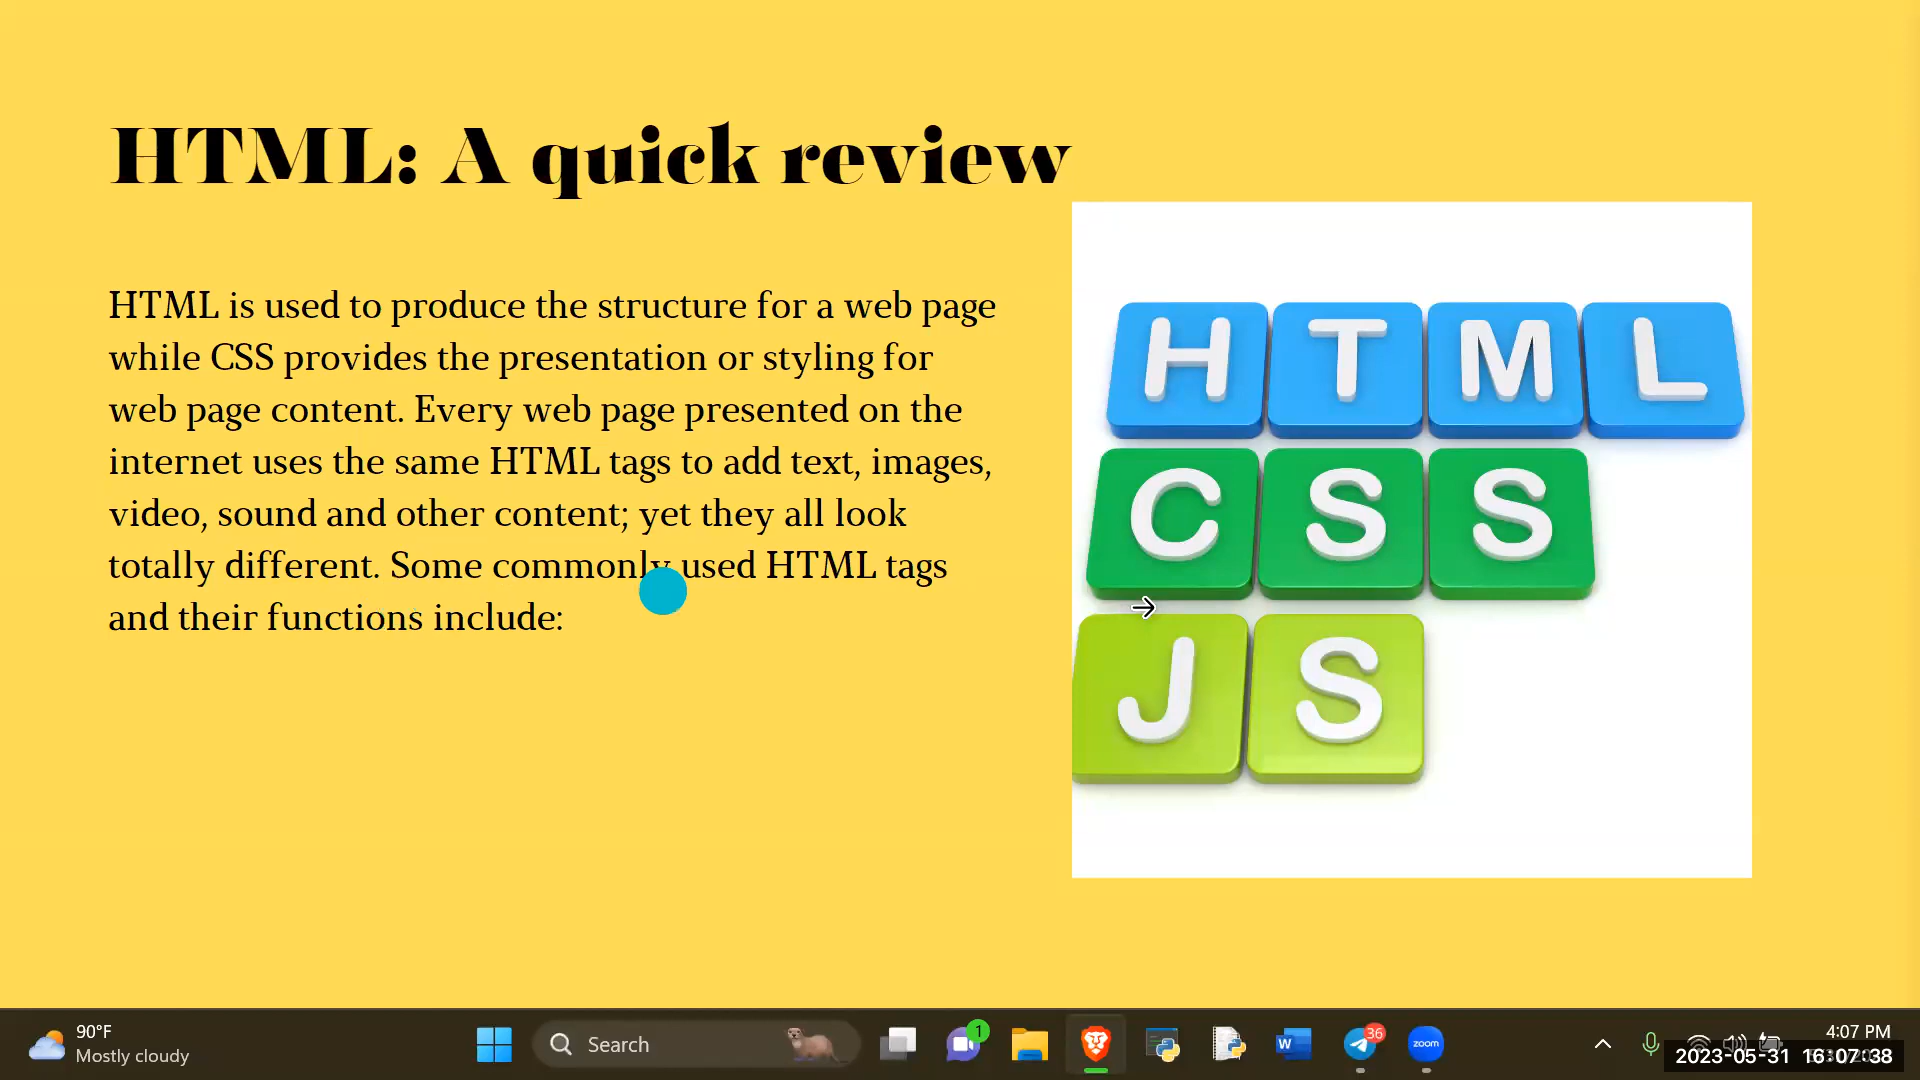 HTML: A quick review
HTML is used to produce the structure for a web page
while CSS provides the presentation or styling for
web page content. Every web page presented on the
internet uses the same HTML tags to add text, images,
video, sound and other content; yet they all look
totally different. Some commonly used HTML tags
and their functions include:
HTML
CSS
JS
90°F
Mostly cloudy
Search
1
W
36
zoom
4:07 PM
2023-05-31 16:07:38